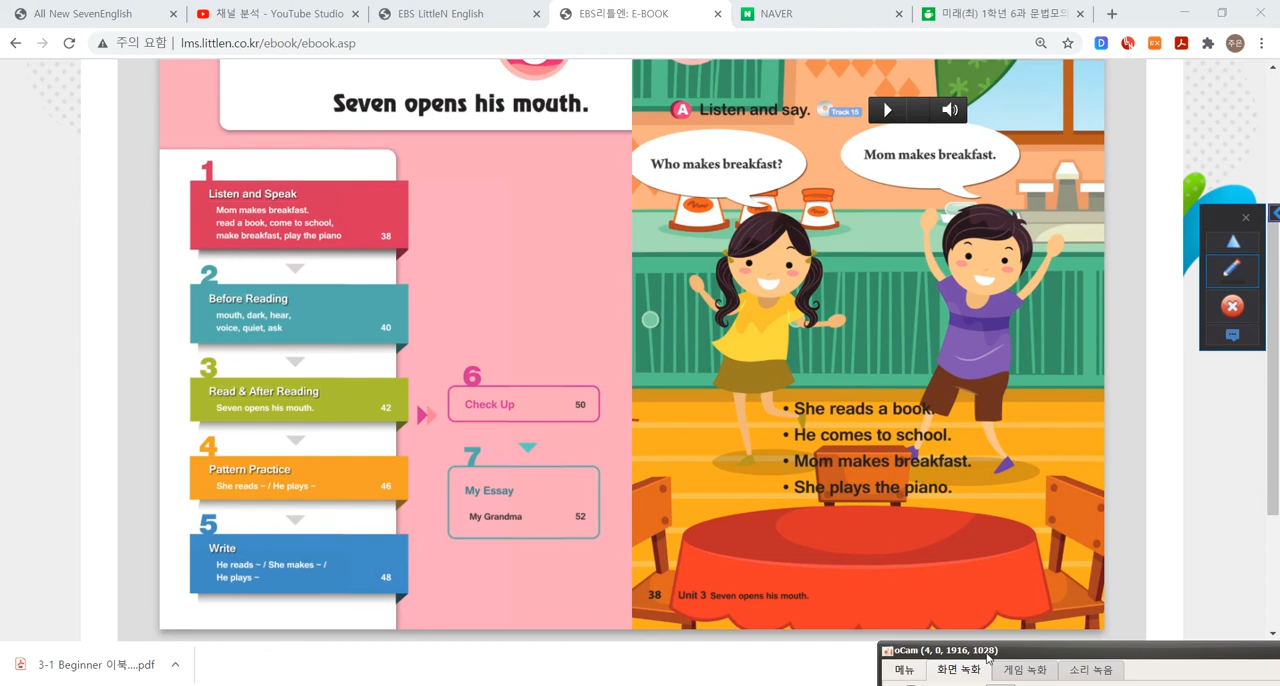 All New SevenEnglish
채널 분석 - YouTube Studio
EBS LittleN English
EBS리틀엔: E-BOOK
NAVER
미래(최) 1학년 6과 문법모의
주의 요함
lms.littlen.co.kr/ebook/ebook.asp
주은
Seven opens his mouth.
1
Listen and Speak
Mom makes breakfast.
read a book, come to school,
make breakfast, play the piano 38
2
Before Reading
mouth, dark, hear,
voice, quiet, ask 40
3
Read & After Reading
Seven opens his mouth. 42
4
Pattern Practice
She reads ~ / He plays ~ 46
5
Write
He reads ~ / She makes ~ /
He plays ~ 48
6
Check Up 50
7
My Essay
My Grandma 52
A Listen and say. Track 15
Who makes breakfast?
Mom makes breakfast.
• She reads a book.
• He comes to school.
• Mom makes breakfast.
• She plays the piano.
38 Unit 3 Seven opens his mouth.
3-1 Beginner 이북....pdf
oCam (4, 0, 1916, 1028)
메뉴 화면 녹화 게임 녹화 소리 녹음